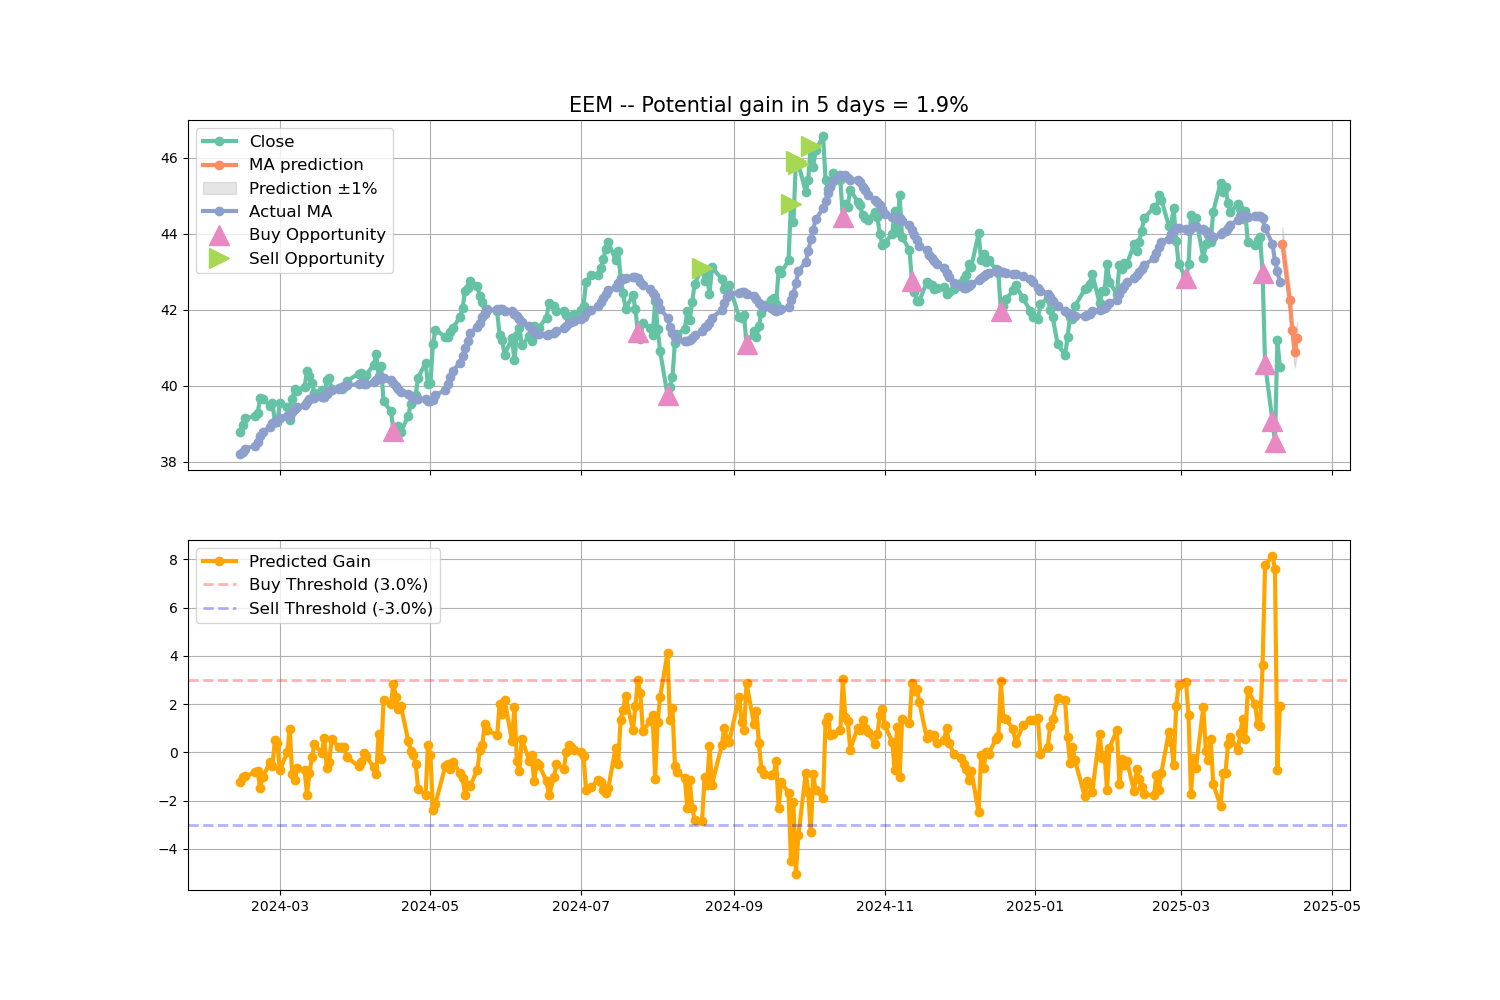 EEM -- Potential gain in 5 days = 1.9%
Close
MA prediction
Prediction ±1%
Actual MA
Buy Opportunity
Sell Opportunity
46
44
42
40
38
Predicted Gain
Buy Threshold (3.0%)
Sell Threshold (-3.0%)
8
6
4
2
0
−2
−4
2024-03 2024-05 2024-07 2024-09 2024-11 2025-01 2025-03 2025-05